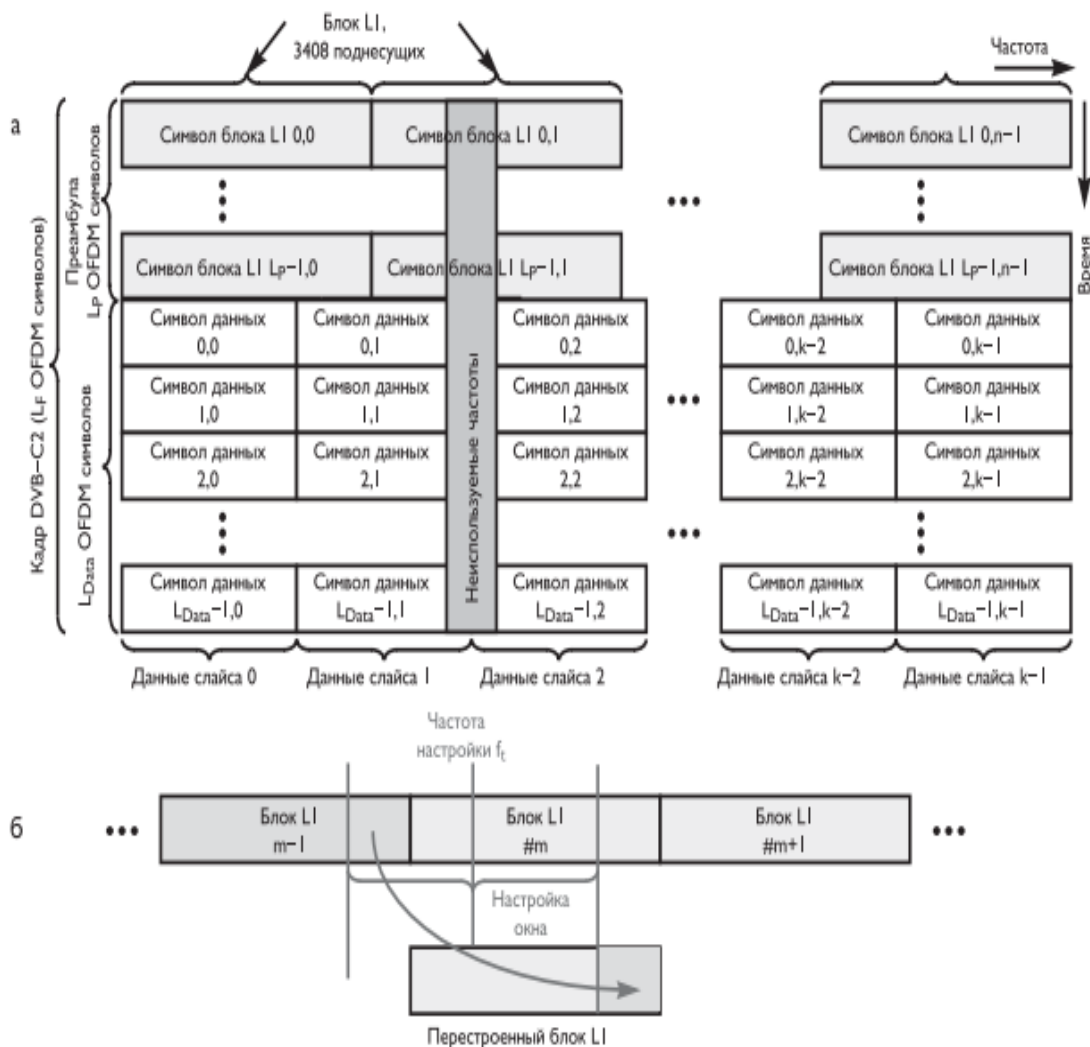 Блок L1,
3408 поднесущих
Частота
а
Символ блока L1 0,0
Символ блока L1 0,1
Символ блока L1 0,n−1
Время
Кадр DVB−C2 (LF OFDM символов)
Преамбула
LP OFDM символов
Символ блока L1 LP−1,0
Символ блока L1 LP−1,1
Символ блока L1 LP−1,n−1
LData OFDM символов
Неиспользуемые частоты
Символ данных
0,0
Символ данных
0,1
Символ данных
0,2
Символ данных
0,k−2
Символ данных
0,k−1
Символ данных
1,0
Символ данных
1,1
Символ данных
1,2
Символ данных
1,k−2
Символ данных
1,k−1
Символ данных
2,0
Символ данных
2,1
Символ данных
2,2
Символ данных
2,k−2
Символ данных
2,k−1
Символ данных
LData−1,0
Символ данных
LData−1,1
Символ данных
LData−1,2
Символ данных
LData−1,k−2
Символ данных
LData−1,k−1
Данные слайса 0
Данные слайса 1
Данные слайса 2
Данные слайса k−2
Данные слайса k−1
Частота
настройки ft
б
Блок L1
m−1
Блок L1
#m
Блок L1
#m+1
Настройка
окна
Перестроенный блок L1